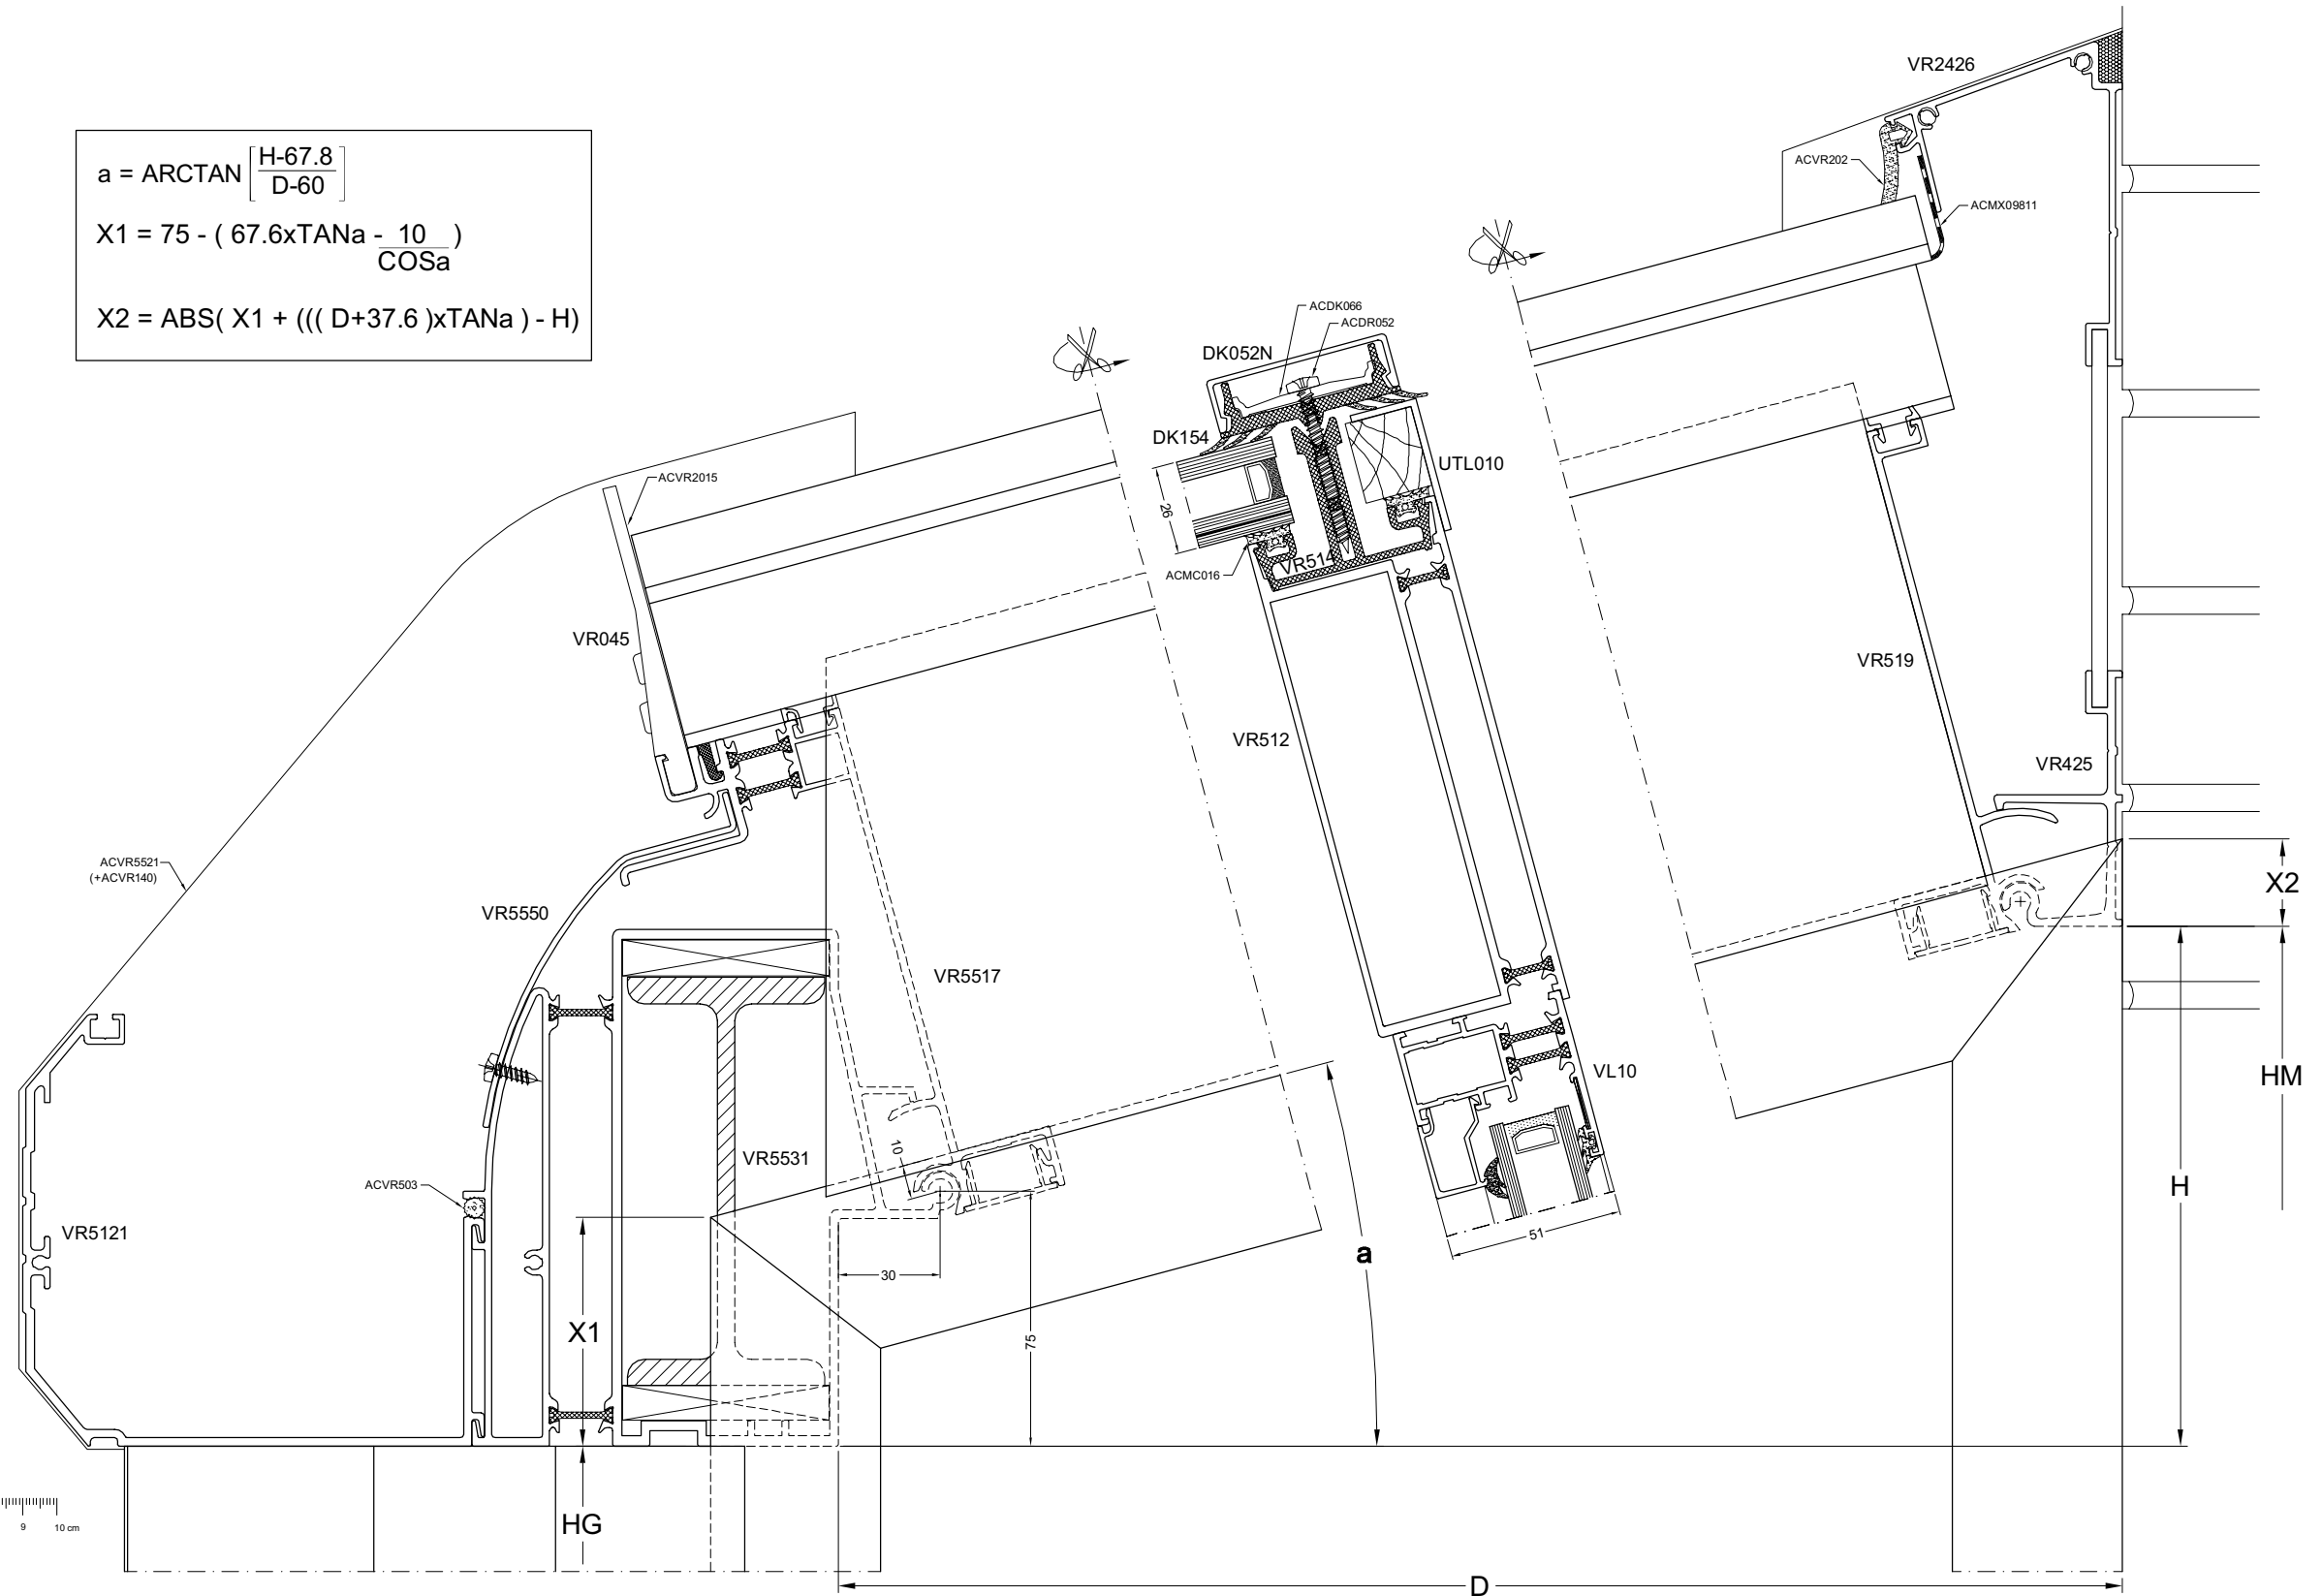 VR2426
a = ARCTAN [ H-67.8 / D-60 ]
X1 = 75 - ( 67.6xTANa - 10 / COSa )
X2 = ABS( X1 + ((( D+37.6 )xTANa ) - H)
ACVR202
ACMX09811
ACDK066
ACDR052
DK052N
DK154
ACVR2015
UTL010
26
VR514
ACMC016
VR045
VR519
VR512
VR425
ACVR5521
(+ACVR140)
VR5550
X2
VR5517
VL10
HM
10
VR5531
ACVR503
H
VR5121
51
a
30
X1
75
9
10 cm
HG
D